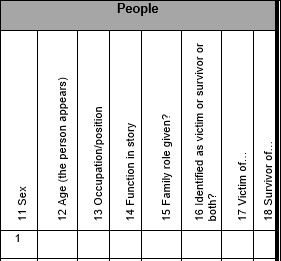 People
11 Sex
12 Age (the person appears)
13 Occupation/position
14 Function in story
15 Family role given?
16 Identified as victim or survivor or
both?
17 Victim of...
18 Survivor of...
1